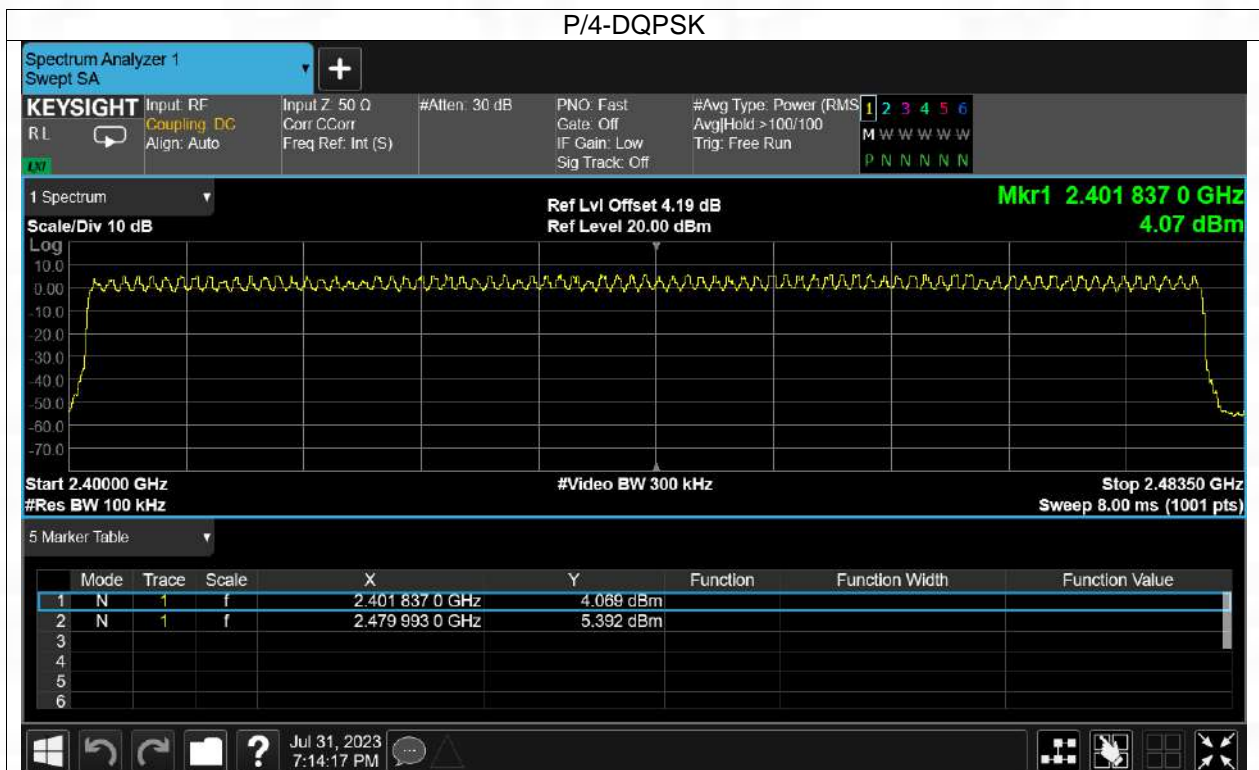 P/4-DQPSK
Spectrum Analyzer 1
Swept SA
+
KEYSIGHT Input: RF Input Z: 50 Ω #Atten: 30 dB PNO: Fast #Avg Type: Power (RMS 1 2 3 4 5 6
RL Coupling: DC Corr CCorr Gate: Off Avg|Hold >100/100 M W W W W W
Align: Auto Freq Ref: Int (S) IF Gain: Low Trig: Free Run
LXI Sig Track: Off P N N N N N
1 Spectrum Ref Lvl Offset 4.19 dB Mkr1 2.401 837 0 GHz
Scale/Div 10 dB Ref Level 20.00 dBm 4.07 dBm
Log
10.0
0.00
-10.0
-20.0
-30.0
-40.0
-50.0
-60.0
-70.0
Start 2.40000 GHz #Video BW 300 kHz Stop 2.48350 GHz
#Res BW 100 kHz Sweep 8.00 ms (1001 pts)
5 Marker Table
Mode Trace Scale X Y Function Function Width Function Value
1 N 1 f 2.401 837 0 GHz 4.069 dBm
2 N 1 f 2.479 993 0 GHz 5.392 dBm
3
4
5
6
? Jul 31, 2023
7:14:17 PM